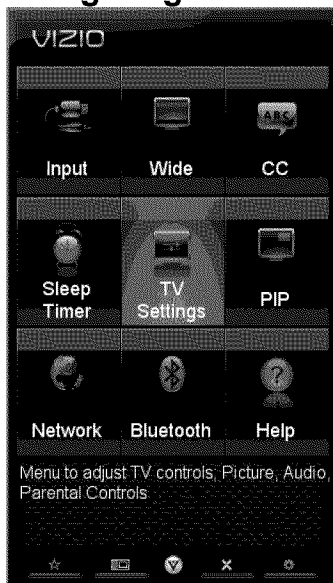 VIZIO
Input Wide CC
ABC
Sleep Timer
TV Settings
PIP
Network Bluetooth Help
Menu to adjust TV controls, Picture, Audio,
Parental Controls